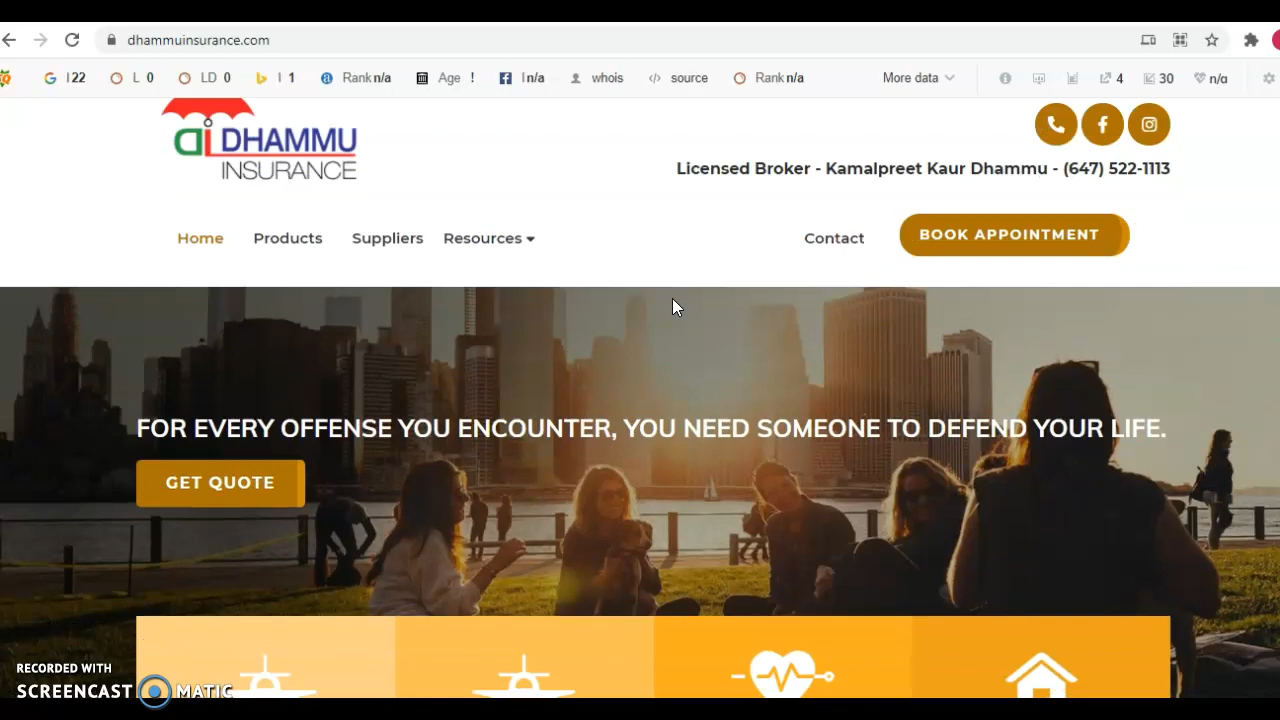 dhammuinsurance.com
I 22 L 0 LD 0 I 1 Rank n/a Age ! I n/a whois source Rank n/a More data 4 30 n/a
DHAMMU
INSURANCE
Licensed Broker - Kamalpreet Kaur Dhammu - (647) 522-1113
Home Products Suppliers Resources Contact BOOK APPOINTMENT
FOR EVERY OFFENSE YOU ENCOUNTER, YOU NEED SOMEONE TO DEFEND YOUR LIFE.
GET QUOTE
RECORDED WITH
SCREENCAST MATIC